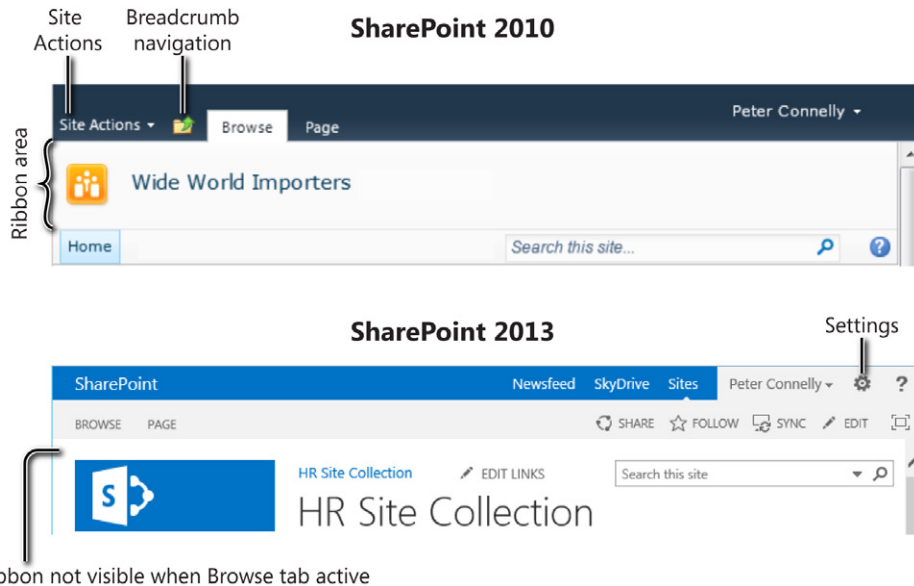 Site Actions
Breadcrumb navigation
SharePoint 2010
Site Actions
Browse
Page
Peter Connelly
Ribbon area
Wide World Importers
Home
Search this site...
?
SharePoint 2013
Settings
SharePoint
Newsfeed
SkyDrive
Sites
Peter Connelly
?
BROWSE
PAGE
SHARE
FOLLOW
SYNC
EDIT
S
HR Site Collection
EDIT LINKS
Search this site
HR Site Collection
bbon not visible when Browse tab active